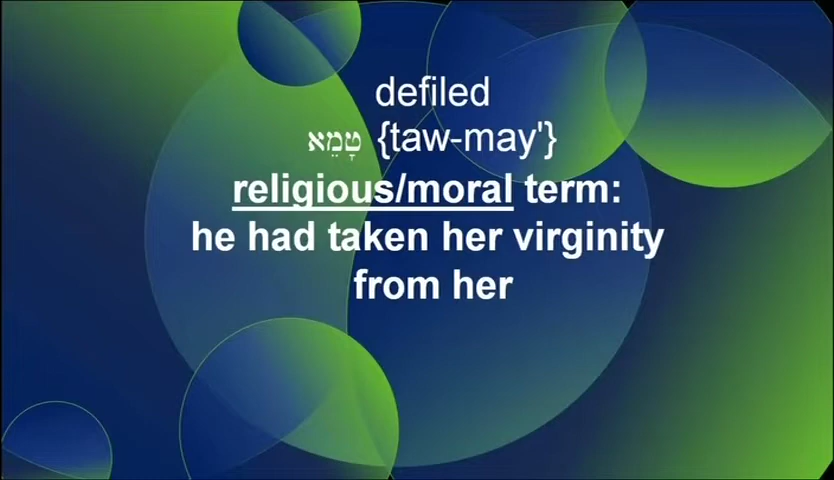 defiled
טָמֵא {taw-may'}
religious/moral term:
he had taken her virginity
from her